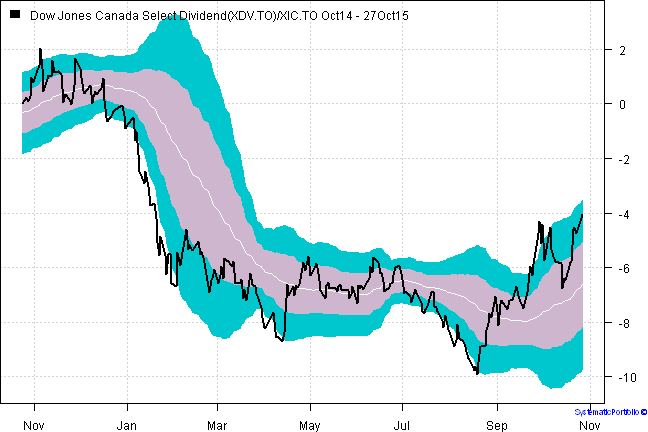 Dow Jones Canada Select Dividend(XDV.TO)/XIC.TO Oct14 - 27Oct15
2
0
-2
-4
-6
-8
-10
Nov Jan Mar May Jul Sep Nov
SystematicPortfolio ©